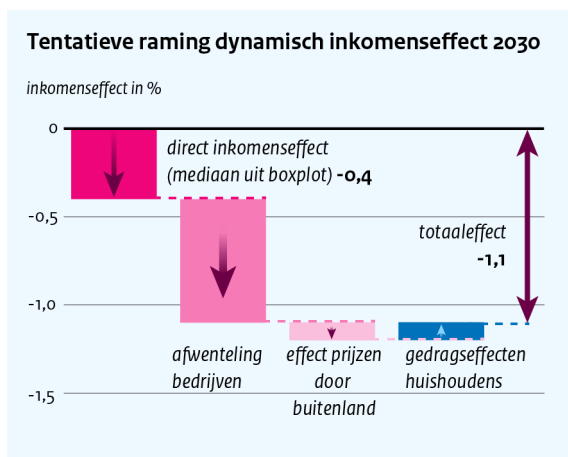 Tentatieve raming dynamisch inkomenseffect 2030
inkomenseffect in %
0
direct inkomenseffect
(mediaan uit boxplot) -0,4
-0,5
totaaleffect
-1,1
-1,0
afwenteling
bedrijven
effect prijzen
door
buitenland
gedragseffecten
huishoudens
-1,5